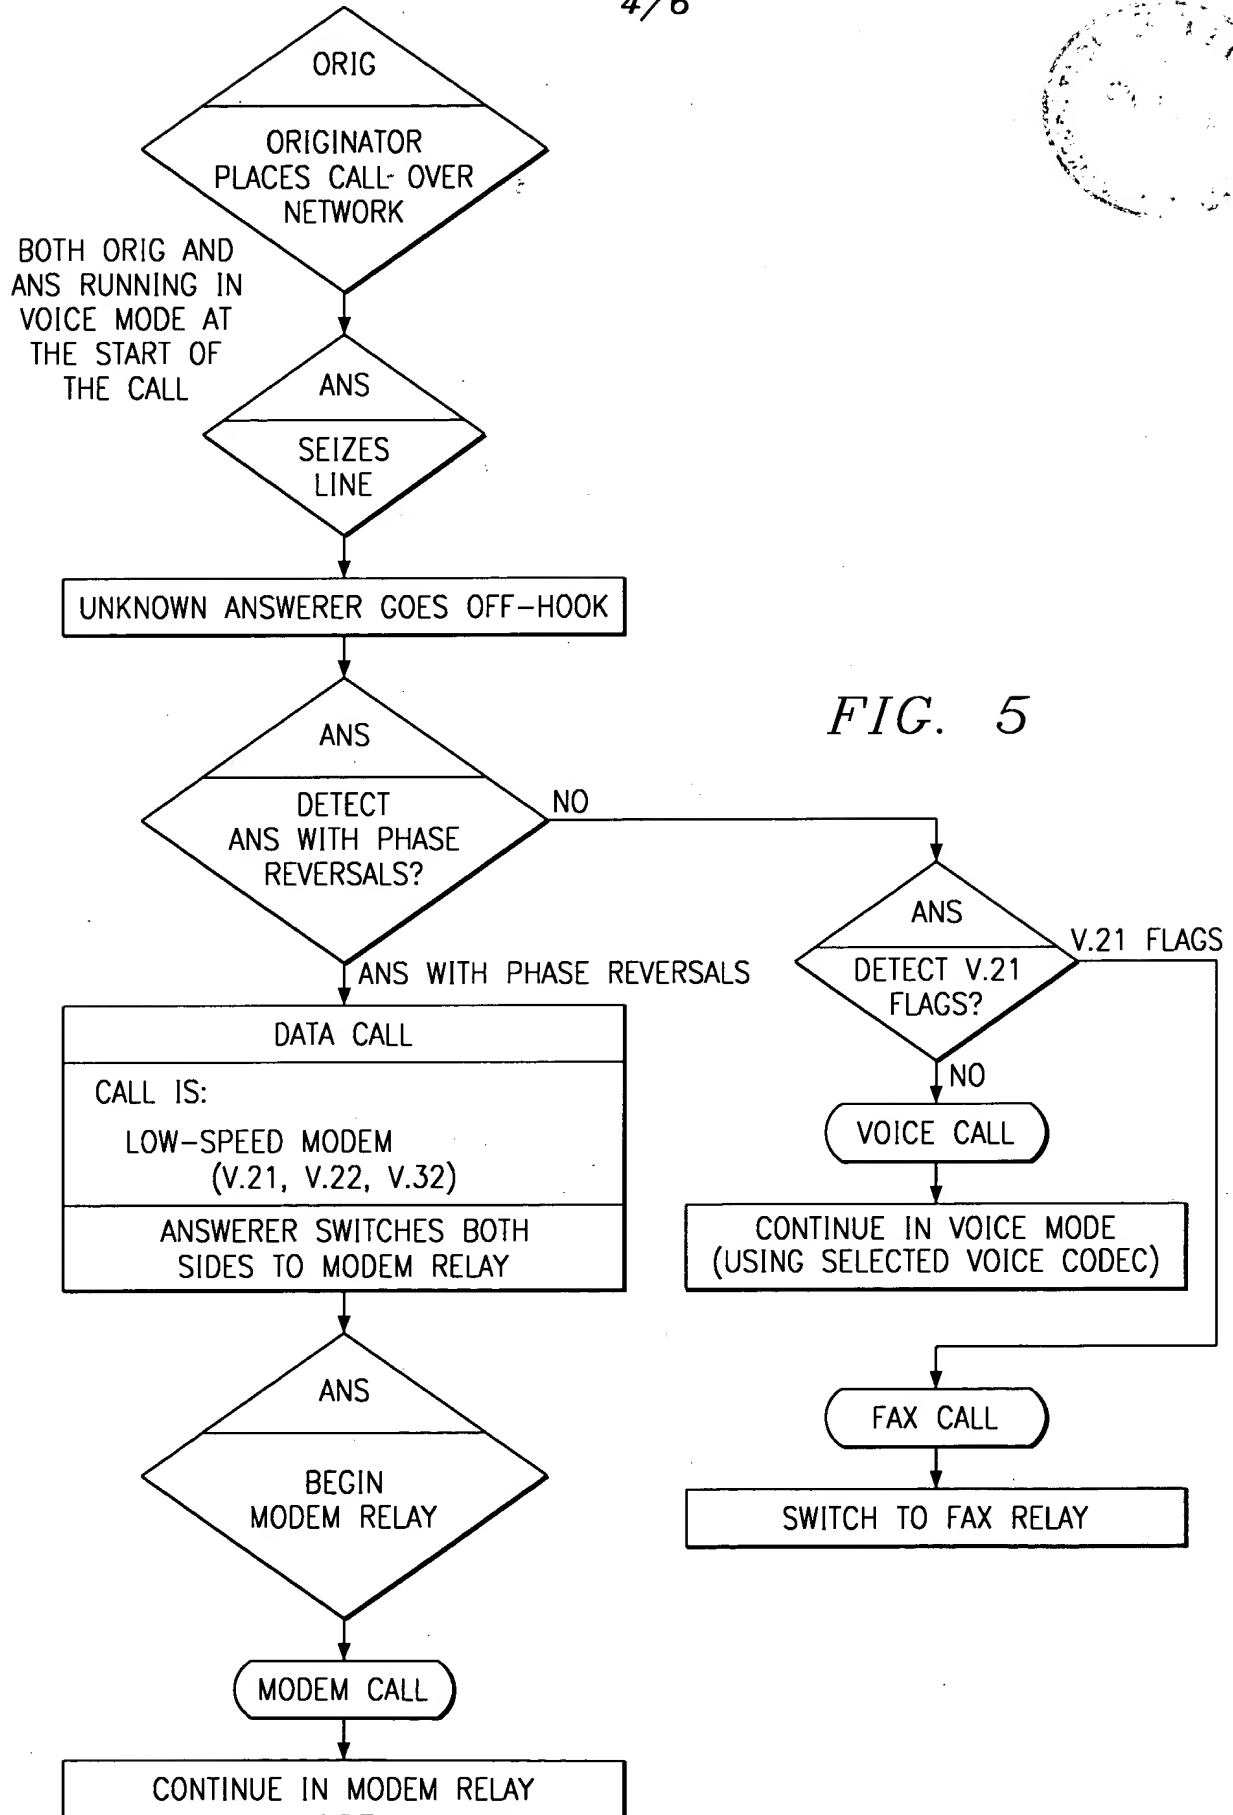 4/6
ORIG
ORIGINATOR
PLACES CALL OVER
NETWORK
BOTH ORIG AND
ANS RUNNING IN
VOICE MODE AT
THE START OF
THE CALL
ANS
SEIZES
LINE
UNKNOWN ANSWERER GOES OFF-HOOK
FIG. 5
ANS
DETECT
ANS WITH PHASE
REVERSALS?
NO
ANS WITH PHASE REVERSALS
ANS
DETECT V.21
FLAGS?
V.21 FLAGS
NO
VOICE CALL
CONTINUE IN VOICE MODE
(USING SELECTED VOICE CODEC)
FAX CALL
SWITCH TO FAX RELAY
DATA CALL
CALL IS:
LOW-SPEED MODEM
(V.21, V.22, V.32)
ANSWERER SWITCHES BOTH
SIDES TO MODEM RELAY
ANS
BEGIN
MODEM RELAY
MODEM CALL
CONTINUE IN MODEM RELAY